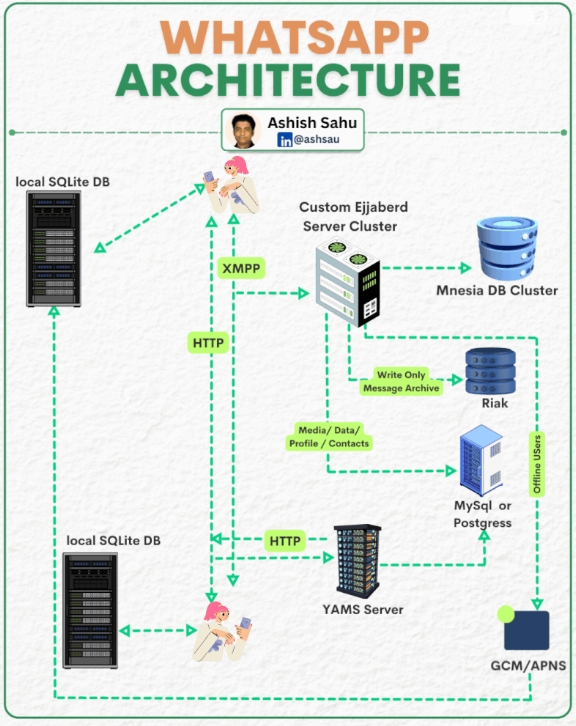 WHATSAPP
ARCHITECTURE
Ashish Sahu
in @ashsau
local SQLite DB
Custom Ejjaberd
Server Cluster
XMPP
Mnesia DB Cluster
HTTP
Write Only
Message Archive
Riak
Media/ Data/
Profile / Contacts
Offline USers
MySql or
Postgress
local SQLite DB
HTTP
YAMS Server
GCM/APNS